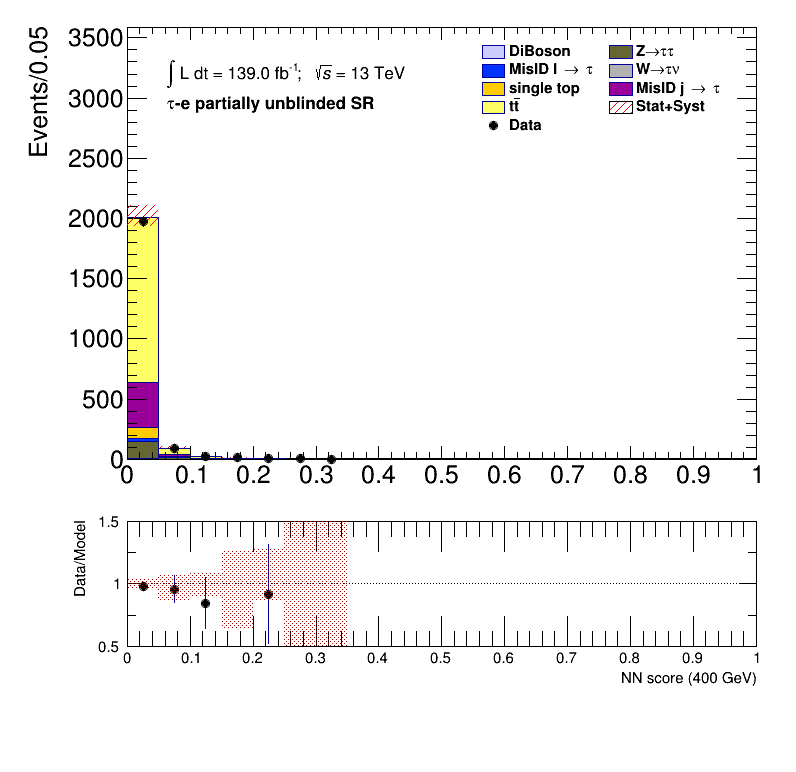 Events/0.05
3500
3000
2500
2000
1500
1000
500
0
∫ L dt = 139.0 fb⁻¹; √s = 13 TeV
τ-e partially unblinded SR
DiBoson
MisID l → τ
single top
tt̄
Data
Z→ττ
W→τν
MisID j → τ
Stat+Syst
0 0.1 0.2 0.3 0.4 0.5 0.6 0.7 0.8 0.9 1
Data/Model
1.5
1
0.5
0 0.1 0.2 0.3 0.4 0.5 0.6 0.7 0.8 0.9 1
NN score (400 GeV)